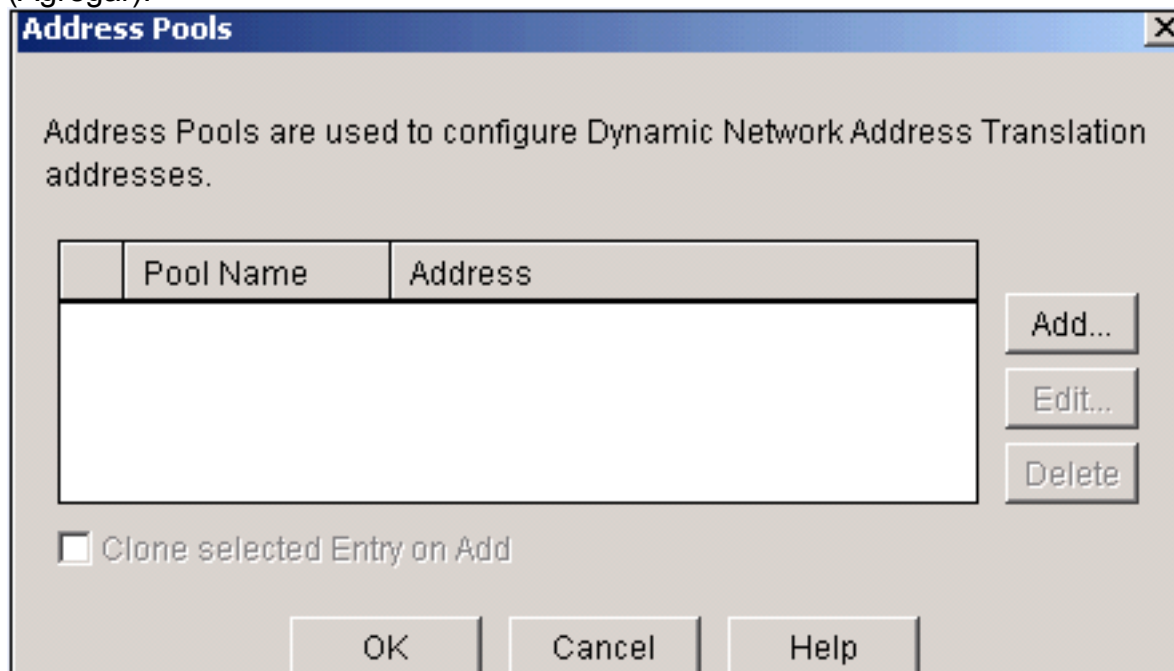 (Agregar).
Address Pools
Address Pools are used to configure Dynamic Network Address Translation
addresses.
Pool Name Address
Add...
Edit...
Delete
Clone selected Entry on Add
OK Cancel Help